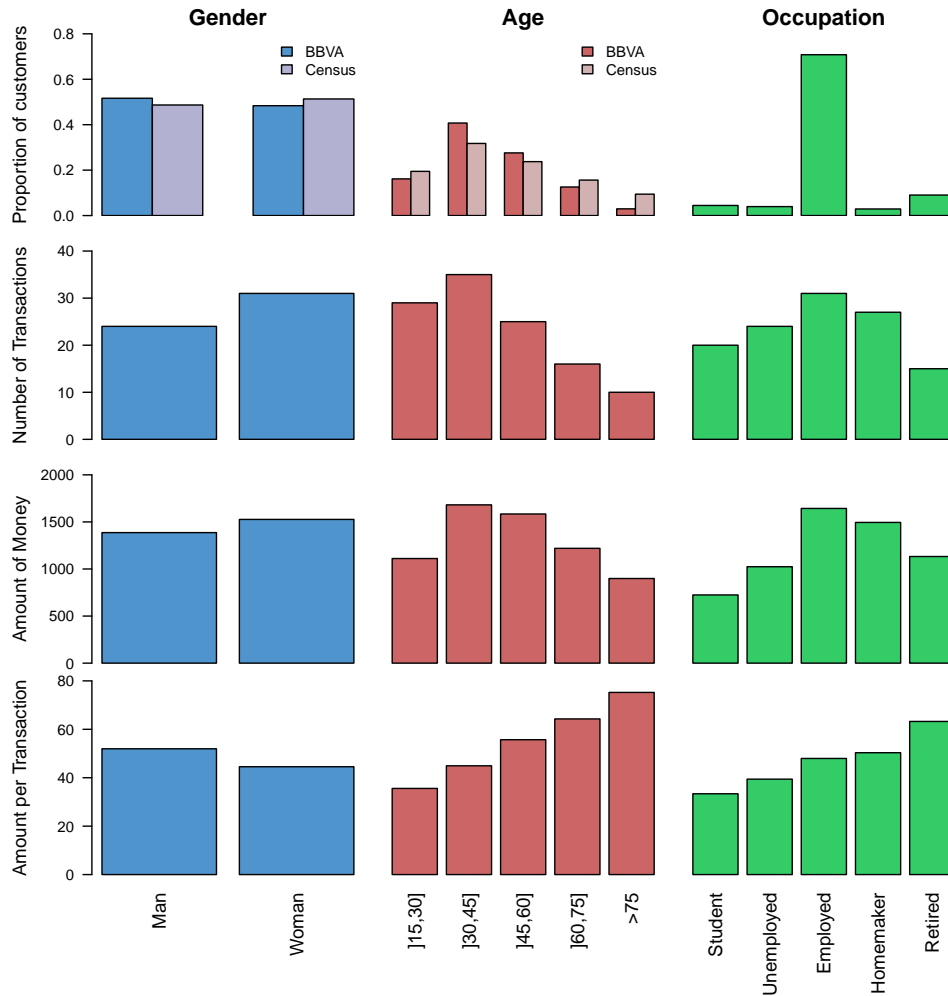 Gender
Age
Occupation
Proportion of customers
0.8
0.6
0.4
0.2
0.0
BBVA
Census
BBVA
Census
Number of Transactions
40
30
20
10
0
Amount of Money
2000
1500
1000
500
0
Amount per Transaction
80
60
40
20
0
Man
Woman
]15,30]
]30,45]
]45,60]
]60,75]
>75
Student
Unemployed
Employed
Homemaker
Retired